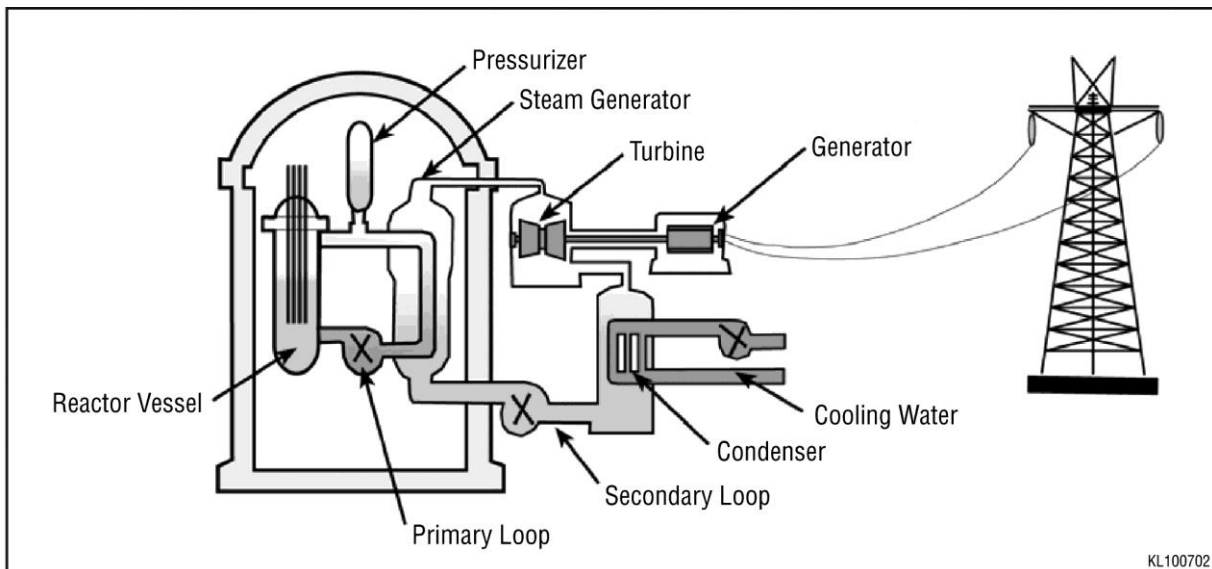 Pressurizer
Steam Generator
Turbine
Generator
Reactor Vessel
Cooling Water
Condenser
Secondary Loop
Primary Loop
KL100702